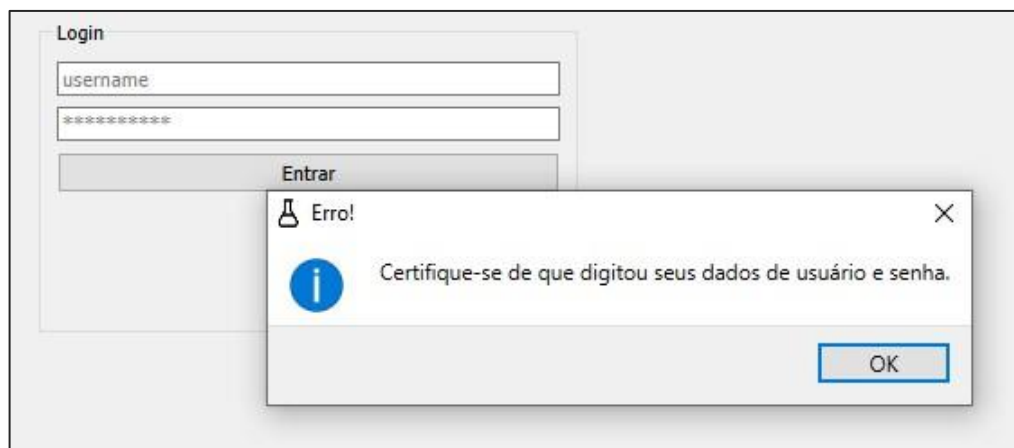 Login
username
**********
Entrar
Erro!
Certifique-se de que digitou seus dados de usuário e senha.
OK